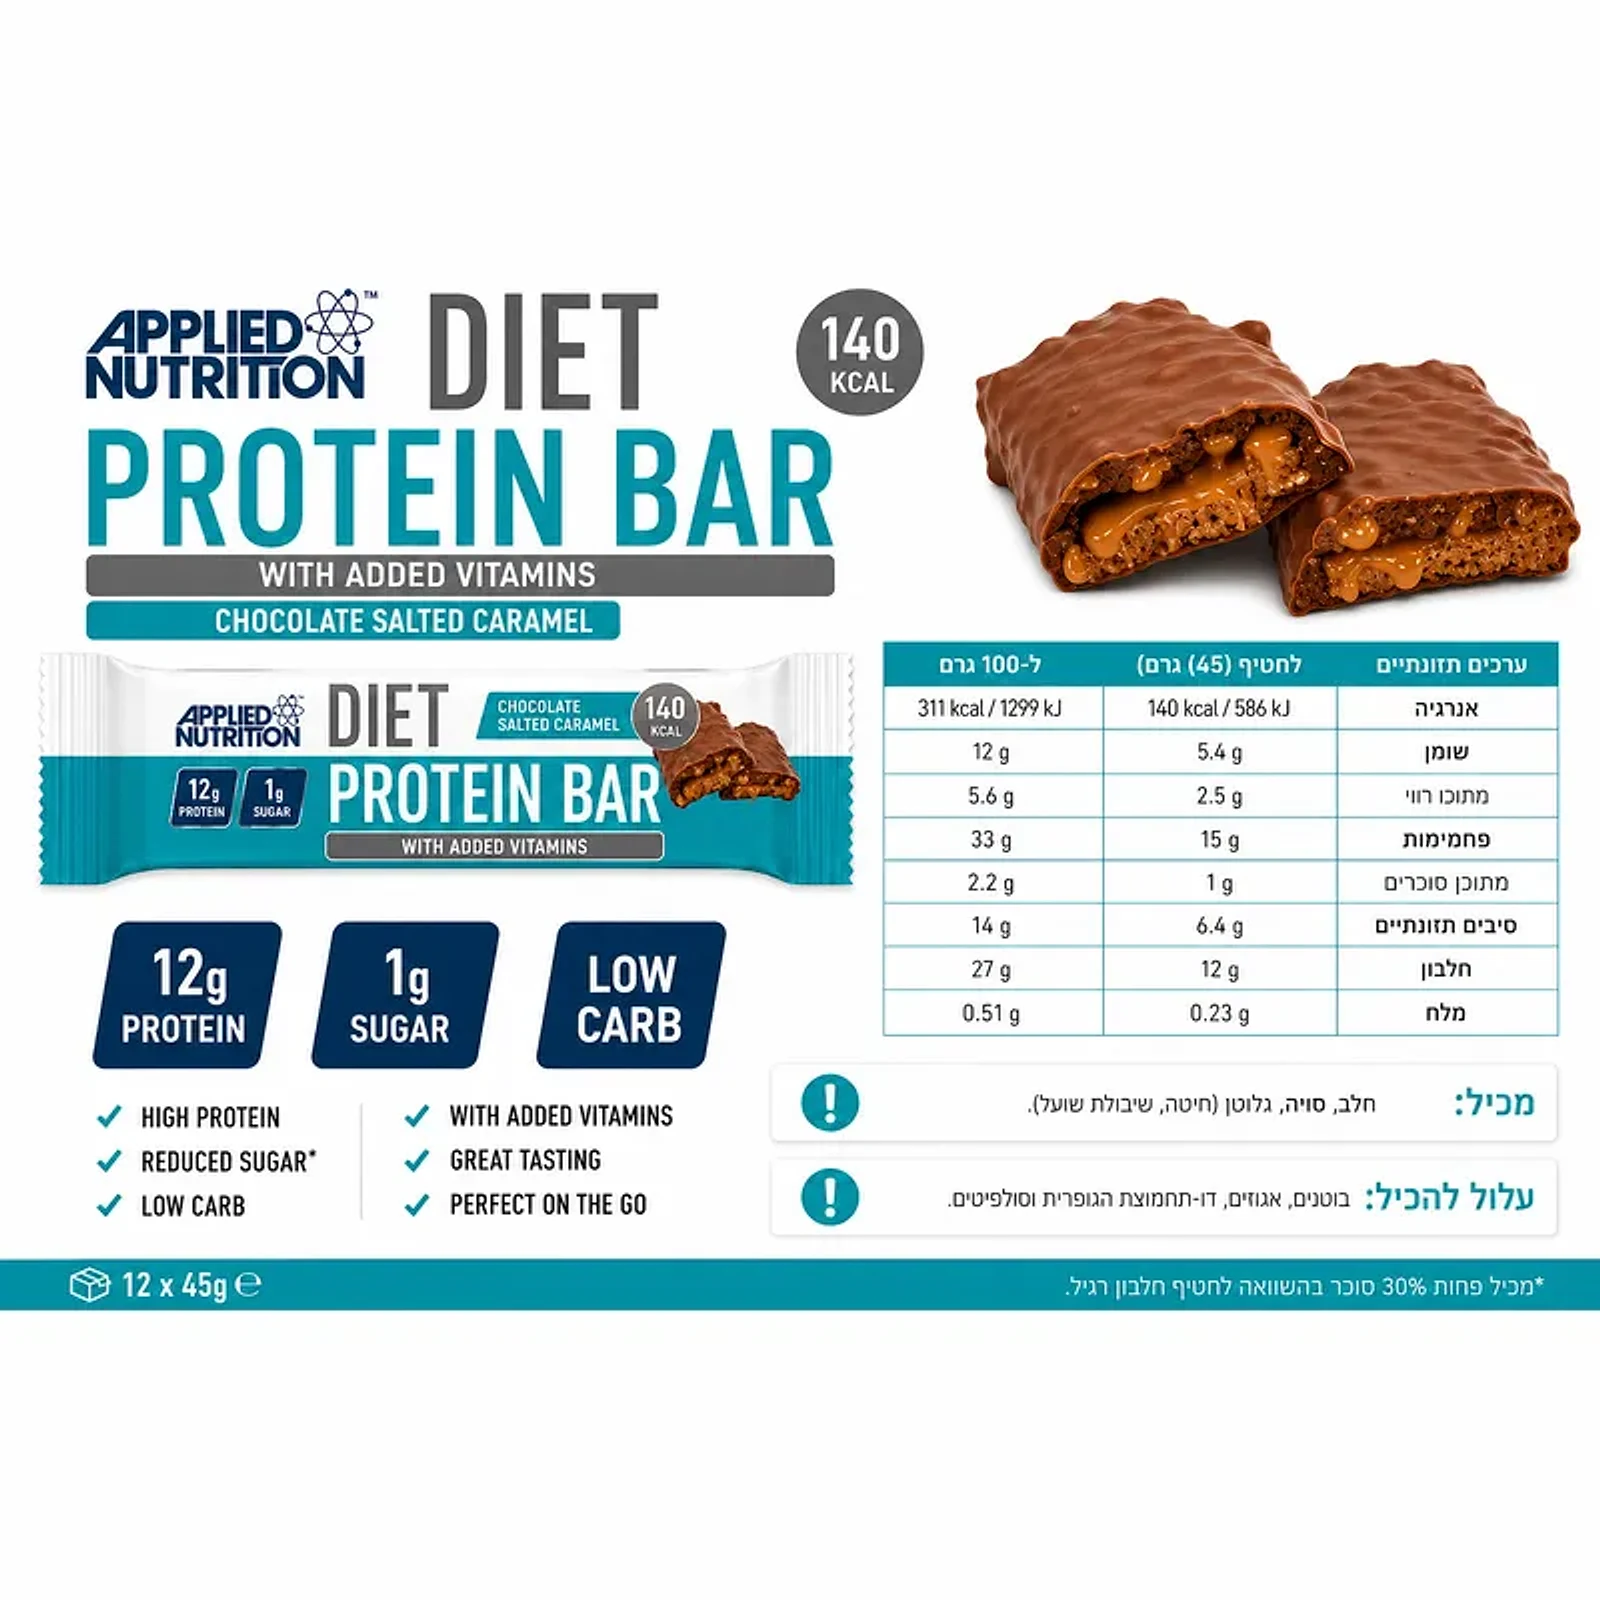 APPLIED
NUTRITION™
DIET
140
KCAL
PROTEIN BAR
WITH ADDED VITAMINS
CHOCOLATE SALTED CARAMEL
APPLIED
NUTRITION
DIET
CHOCOLATE
SALTED CARAMEL
140
KCAL
12g
PROTEIN
1g
SUGAR
PROTEIN BAR
WITH ADDED VITAMINS
12g
PROTEIN
1g
SUGAR
LOW
CARB
HIGH PROTEIN
REDUCED SUGAR*
LOW CARB
WITH ADDED VITAMINS
GREAT TASTING
PERFECT ON THE GO
ערכים תזונתיים לחטיף (45 גרם) ל-100 גרם
אנרגיה 140 kcal / 586 kJ 311 kcal / 1299 kJ
שומן 5.4 g 12 g
מתוכו רווי 2.5 g 5.6 g
פחמימות 15 g 33 g
מתוכן סוכרים 1 g 2.2 g
סיבים תזונתיים 6.4 g 14 g
חלבון 12 g 27 g
מלח 0.23 g 0.51 g
מכיל: חלב, סויה, גלוטן (חיטה, שיבולת שועל).
עלול להכיל: בוטנים, אגוזים, דו-תחמוצת הגופרית וסולפיטים.
12 x 45g ℮
*מכיל פחות 30% סוכר בהשוואה לחטיף חלבון רגיל.